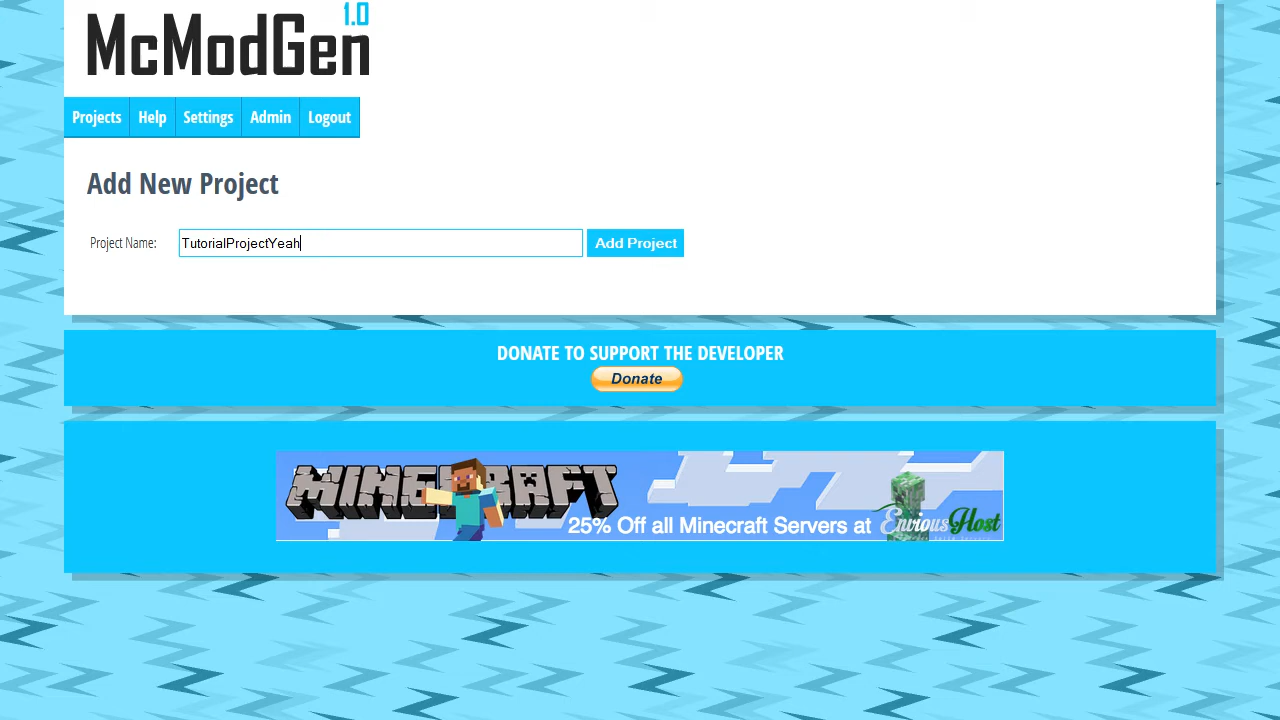 1.0
McModGen
Projects Help Settings Admin Logout
Add New Project
Project Name: TutorialProjectYeah Add Project
DONATE TO SUPPORT THE DEVELOPER
Donate
MINECRAFT
25% Off all Minecraft Servers at EnviousHost